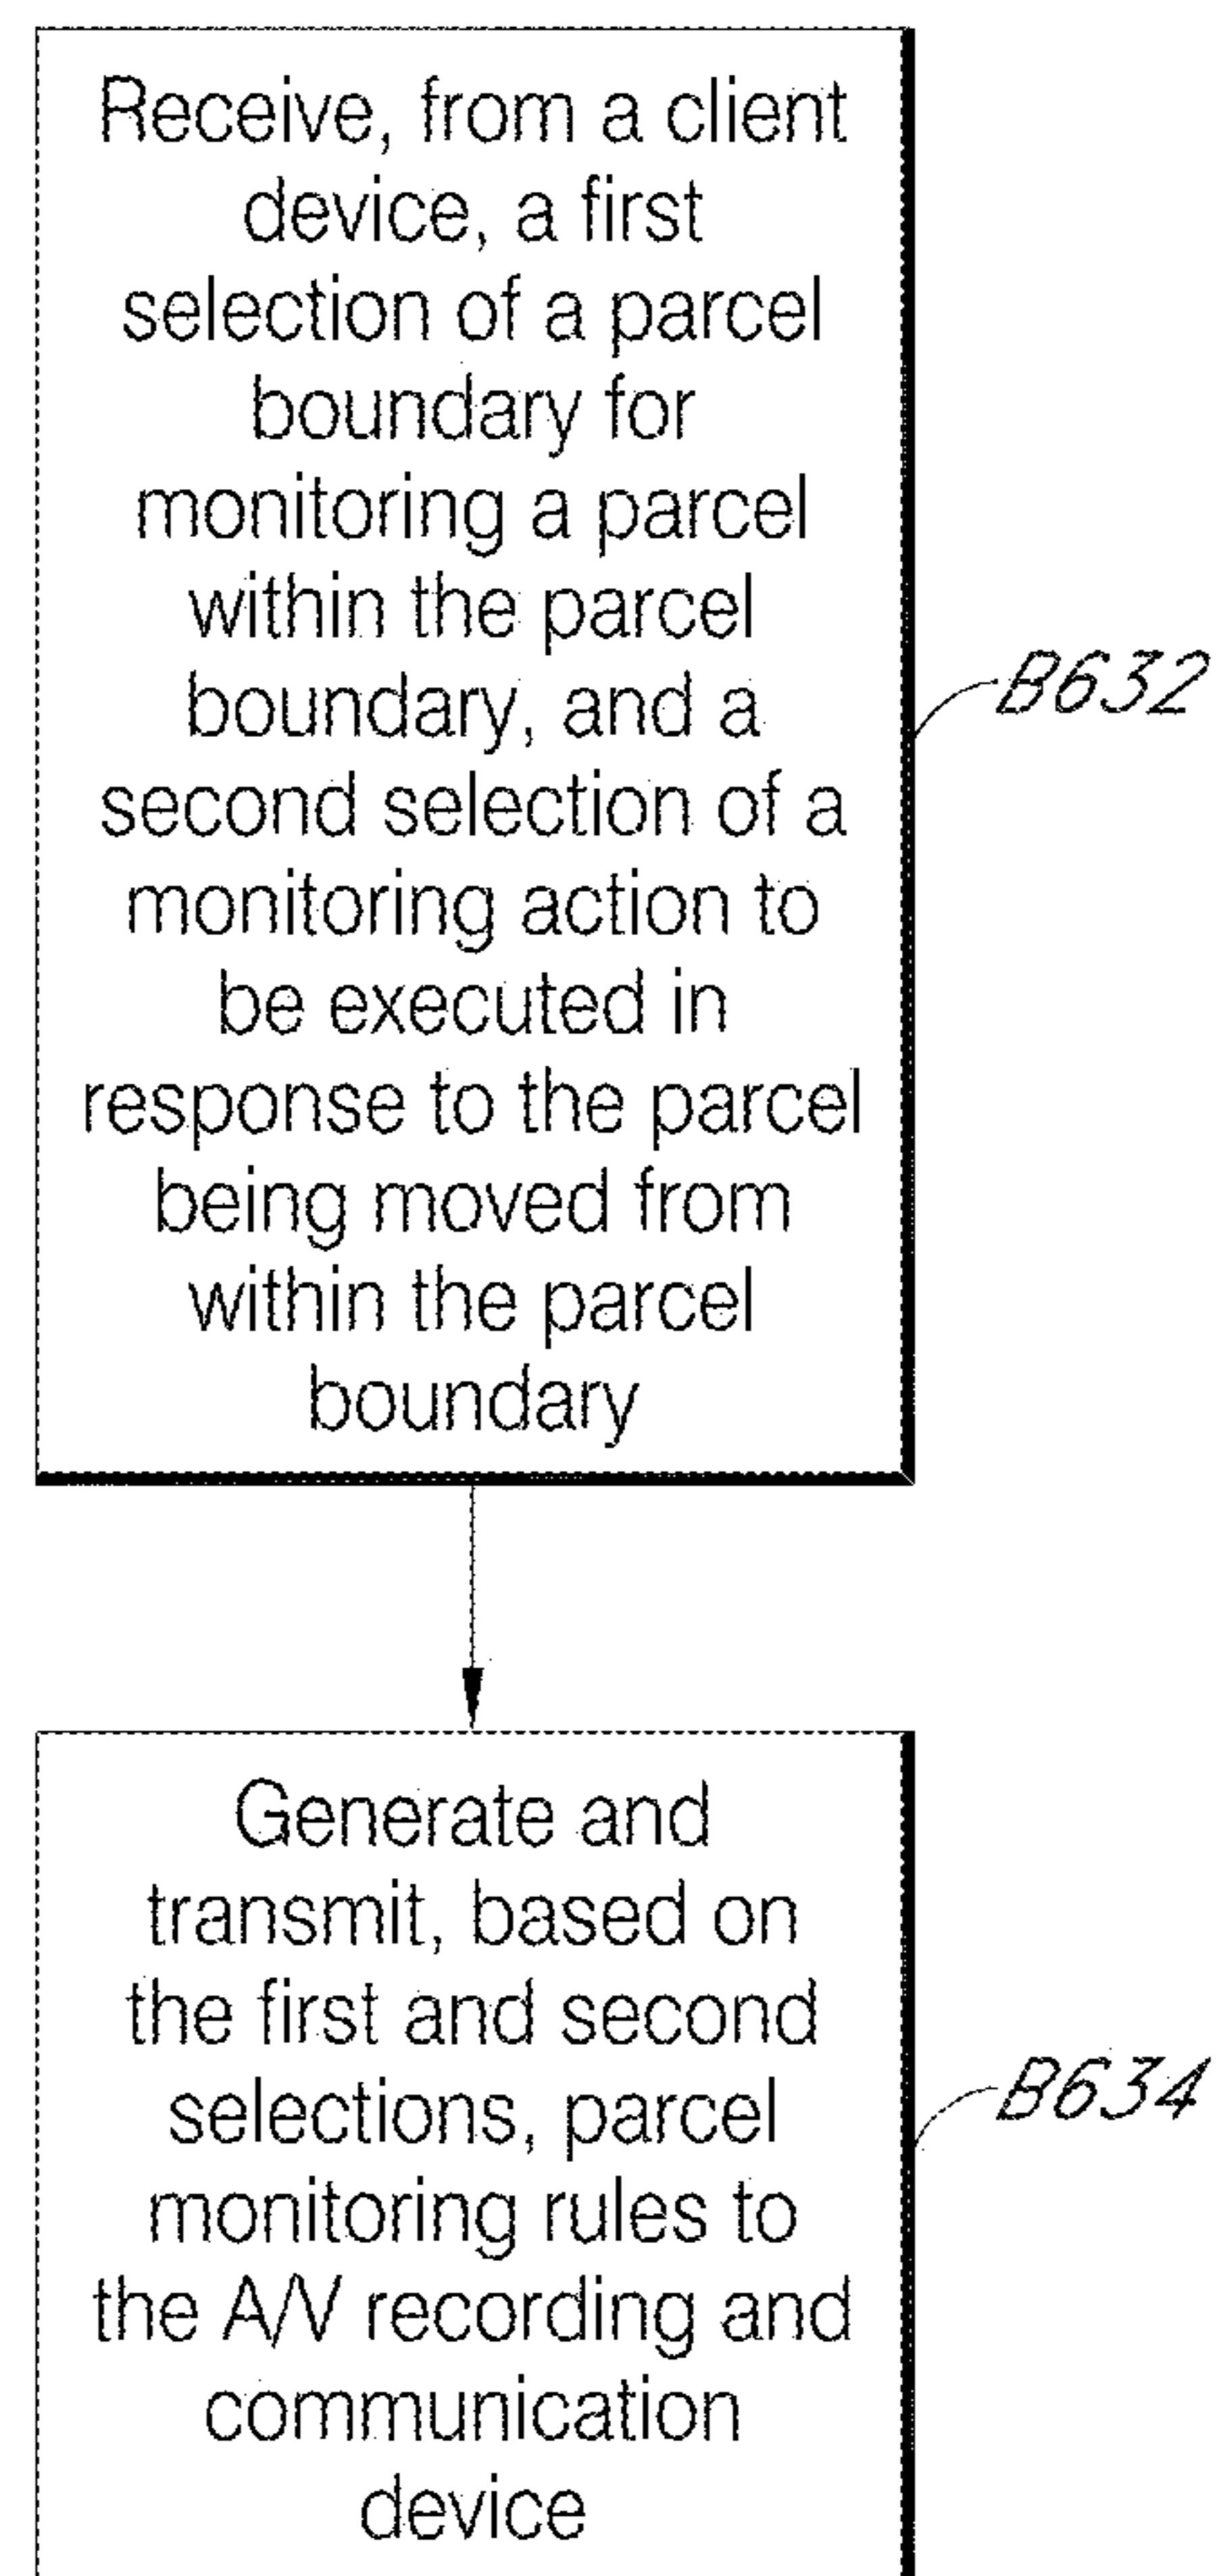 Receive, from a client
device, a first
selection of a parcel
boundary for
monitoring a parcel
within the parcel
boundary, and a
second selection of a
monitoring action to
be executed in
response to the parcel
being moved from
within the parcel
boundary
B632
Generate and
transmit, based on
the first and second
selections, parcel
monitoring rules to
the A/V recording and
communication
device
B634